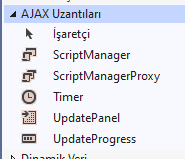 AJAX Uzantıları
İşaretçi
ScriptManager
ScriptManagerProxy
Timer
UpdatePanel
UpdateProgress
Dinamik Veri